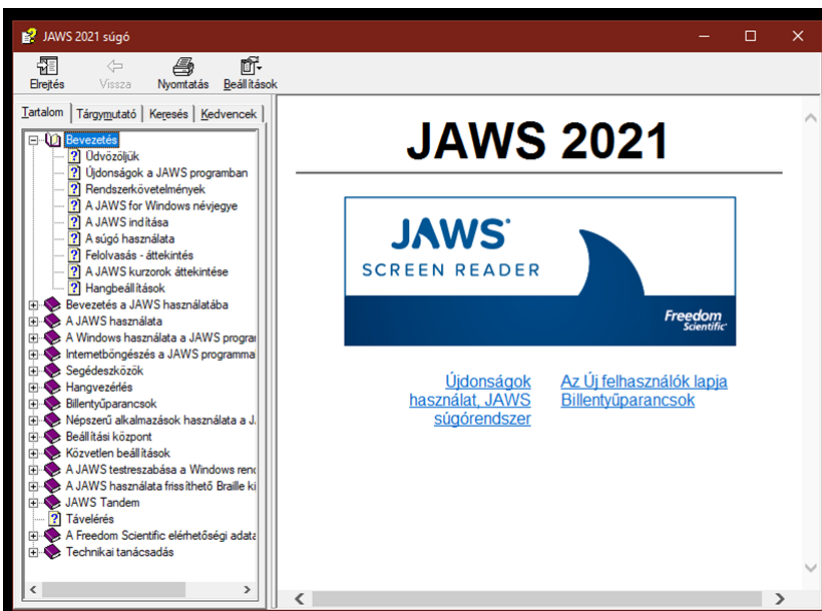 JAWS 2021 súgó
Elrejtés Vissza Nyomtatás Beállítások
Tartalom Tárgymutató Keresés Kedvencek
Bevezetés
Üdvözöljük
Újdonságok a JAWS programban
Rendszerkövetelmények
A JAWS for Windows névjegye
A JAWS indítása
A súgó használata
Felolvasás - áttekintés
A JAWS kurzorok áttekintése
Hangbeállítások
Bevezetés a JAWS használatába
A JAWS használata
A Windows használata a JAWS progra
Internetböngészés a JAWS programma
Segédeszközök
Hangvezérlés
Billentyűparancsok
Népszerű alkalmazások használata a J
Beállítási központ
Közvetlen beállítások
A JAWS testreszabása a Windows rend
A JAWS használata frissíthető Braille ki
JAWS Tandem
Távelérés
A Freedom Scientific elérhetőségi adata
Technikai tanácsadás
JAWS 2021
JAWS
SCREEN READER
Freedom
Scientific
Újdonságok
használat, JAWS
súgórendszer
Az Új felhasználók lapja
Billentyűparancsok